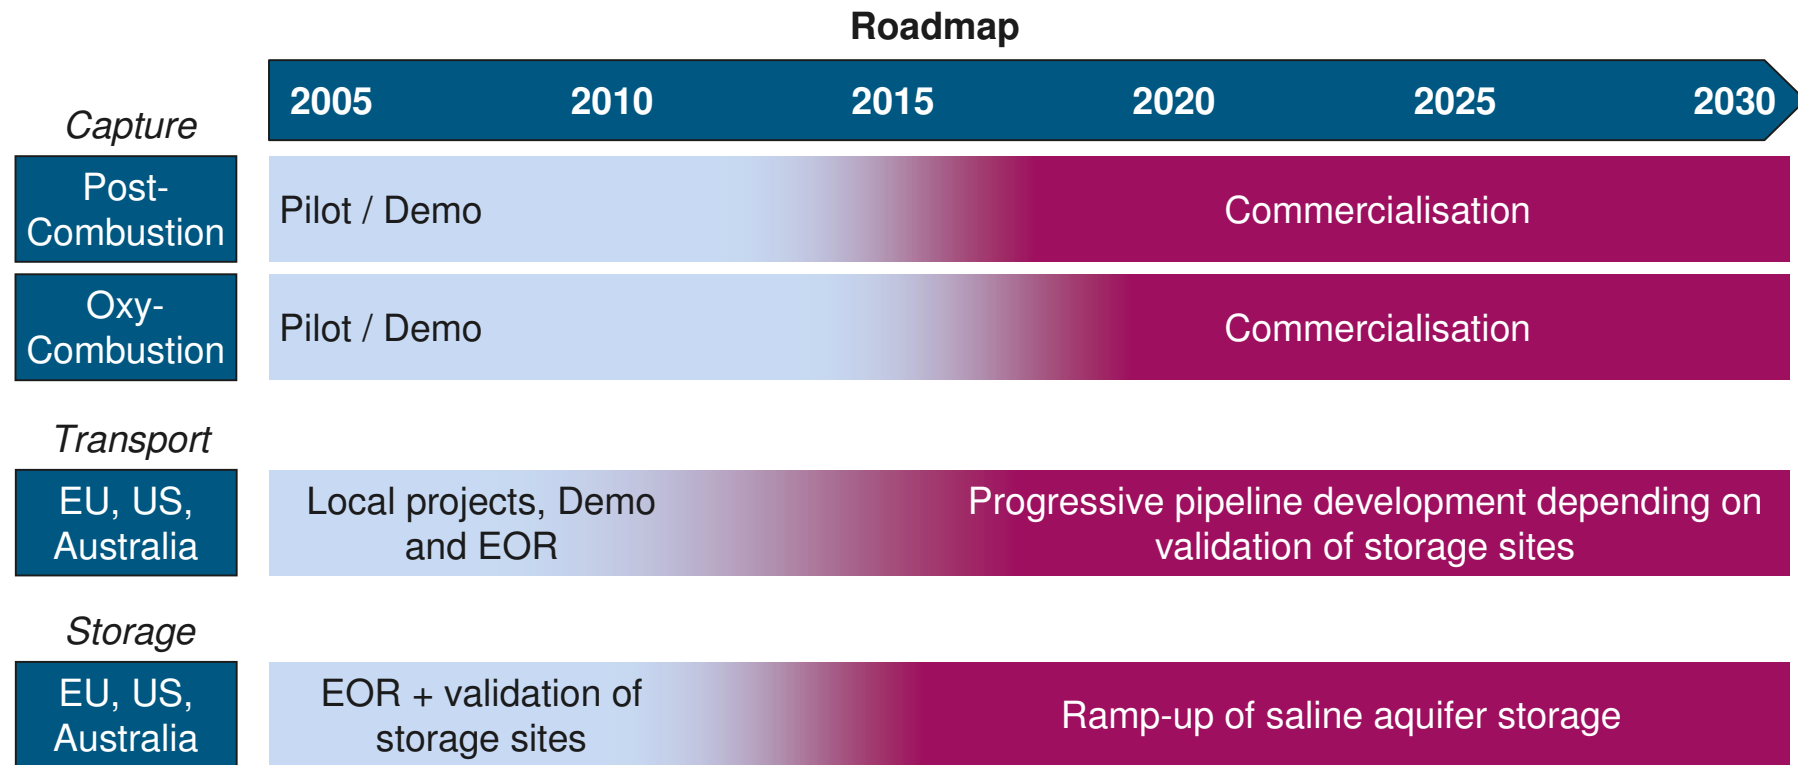 Roadmap
2005 2010 2015 2020 2025 2030
Capture
Post-
Combustion
Pilot / Demo
Commercialisation
Oxy-
Combustion
Pilot / Demo
Commercialisation
Transport
EU, US,
Australia
Local projects, Demo
and EOR
Progressive pipeline development depending on
validation of storage sites
Storage
EU, US,
Australia
EOR + validation of
storage sites
Ramp-up of saline aquifer storage